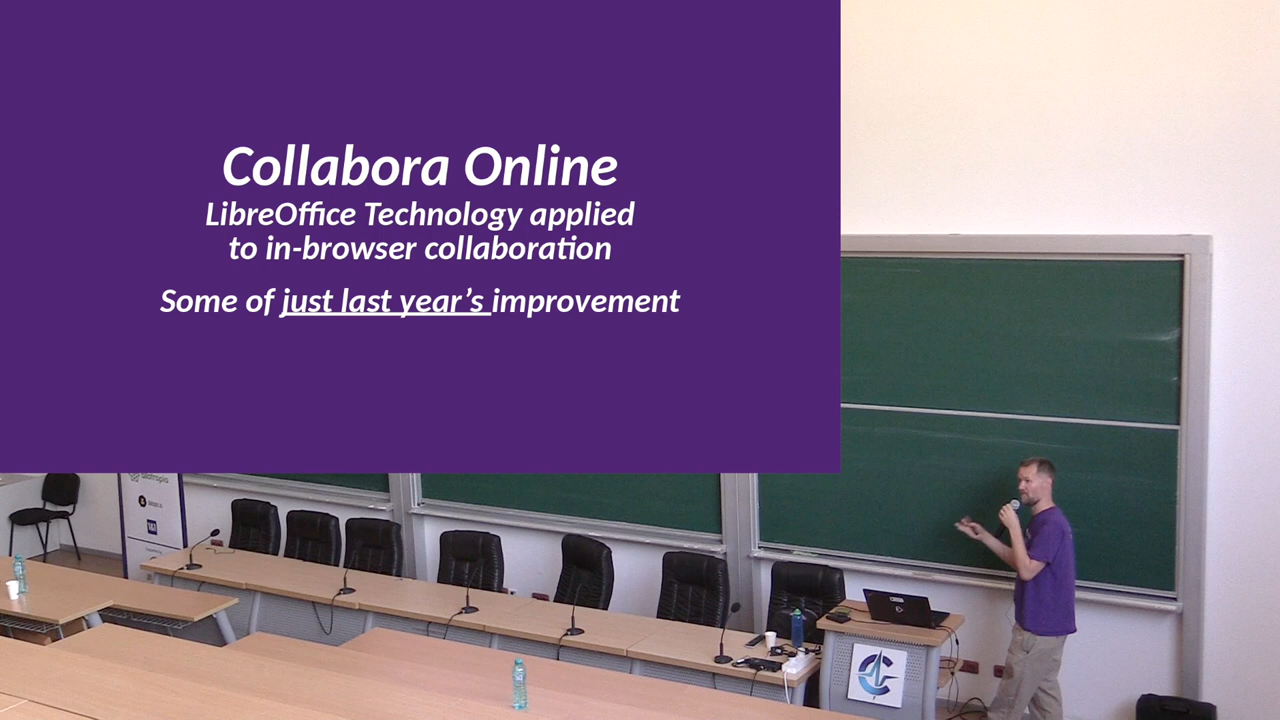 Collabora Online
LibreOffice Technology applied
to in-browser collaboration
Some of just last year’s improvement